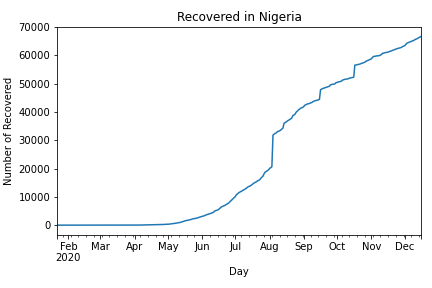 Recovered in Nigeria
70000
60000
50000
40000
30000
20000
10000
0
Number of Recovered
Feb Mar Apr May Jun Jul Aug Sep Oct Nov Dec
2020
Day